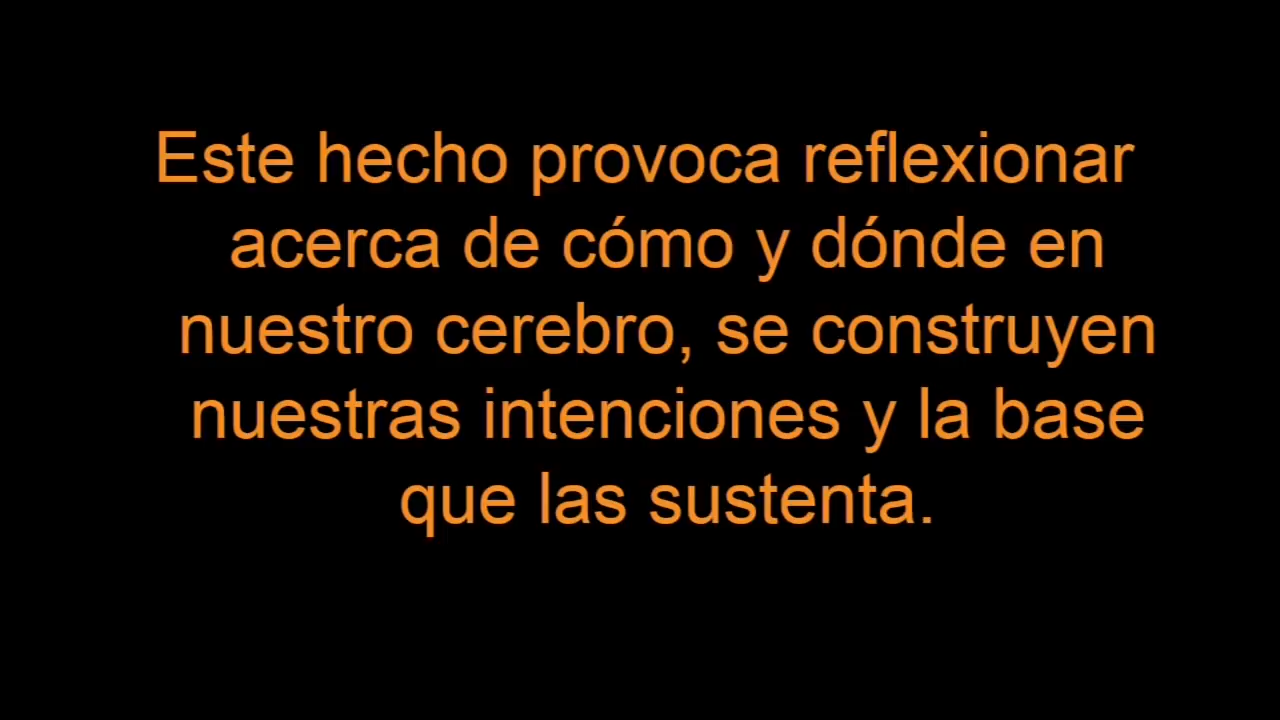 Este hecho provoca reflexionar
acerca de cómo y dónde en
nuestro cerebro, se construyen
nuestras intenciones y la base
que las sustenta.